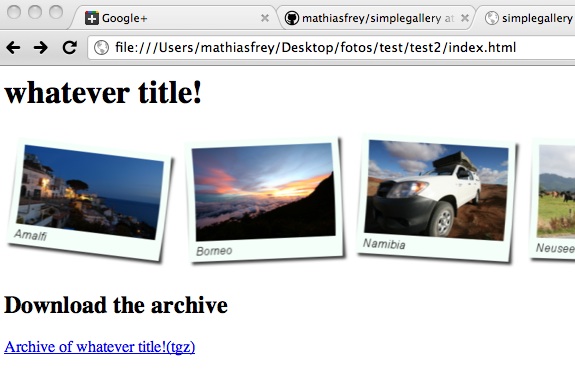 Google+
mathiasfrey/simplegallery at
simplegallery
file:///Users/mathiasfrey/Desktop/fotos/test/test2/index.html
whatever title!
Amalfi
Borneo
Namibia
Neusee
Download the archive
Archive of whatever title!(tgz)